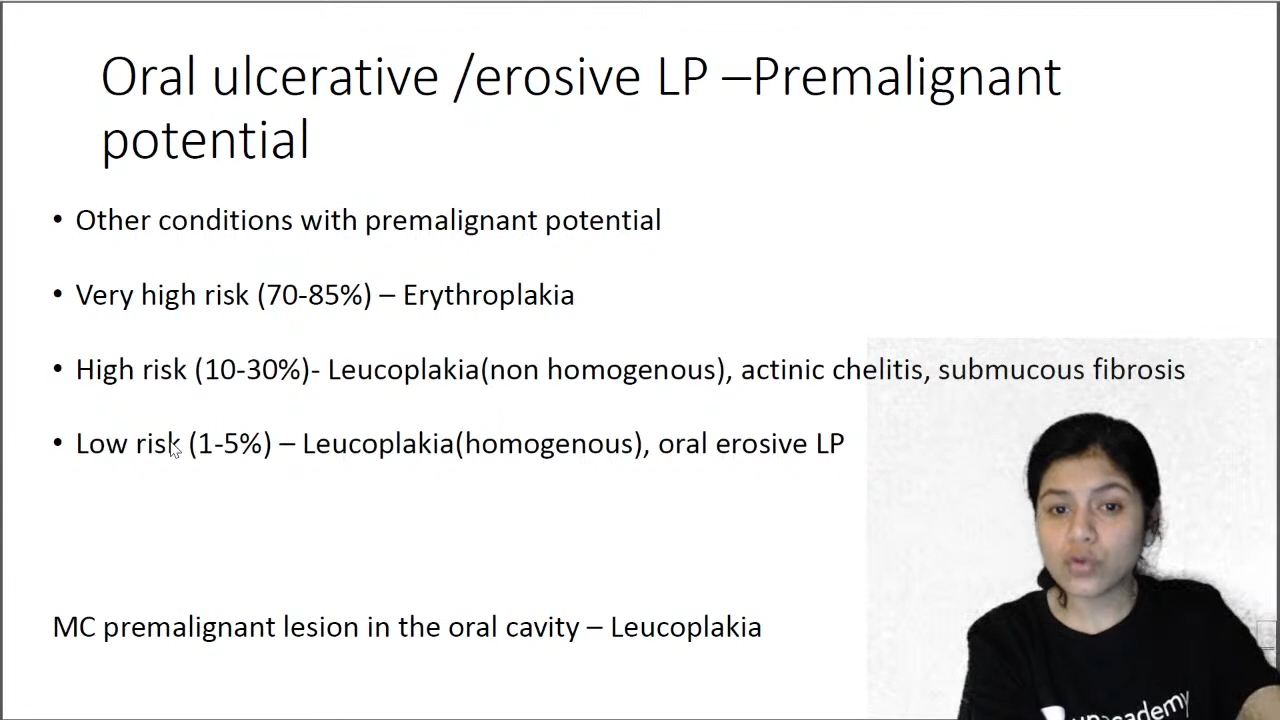 Oral ulcerative /erosive LP –Premalignant
potential
• Other conditions with premalignant potential
• Very high risk (70-85%) – Erythroplakia
• High risk (10-30%)- Leucoplakia(non homogenous), actinic chelitis, submucous fibrosis
• Low risk (1-5%) – Leucoplakia(homogenous), oral erosive LP
MC premalignant lesion in the oral cavity – Leucoplakia